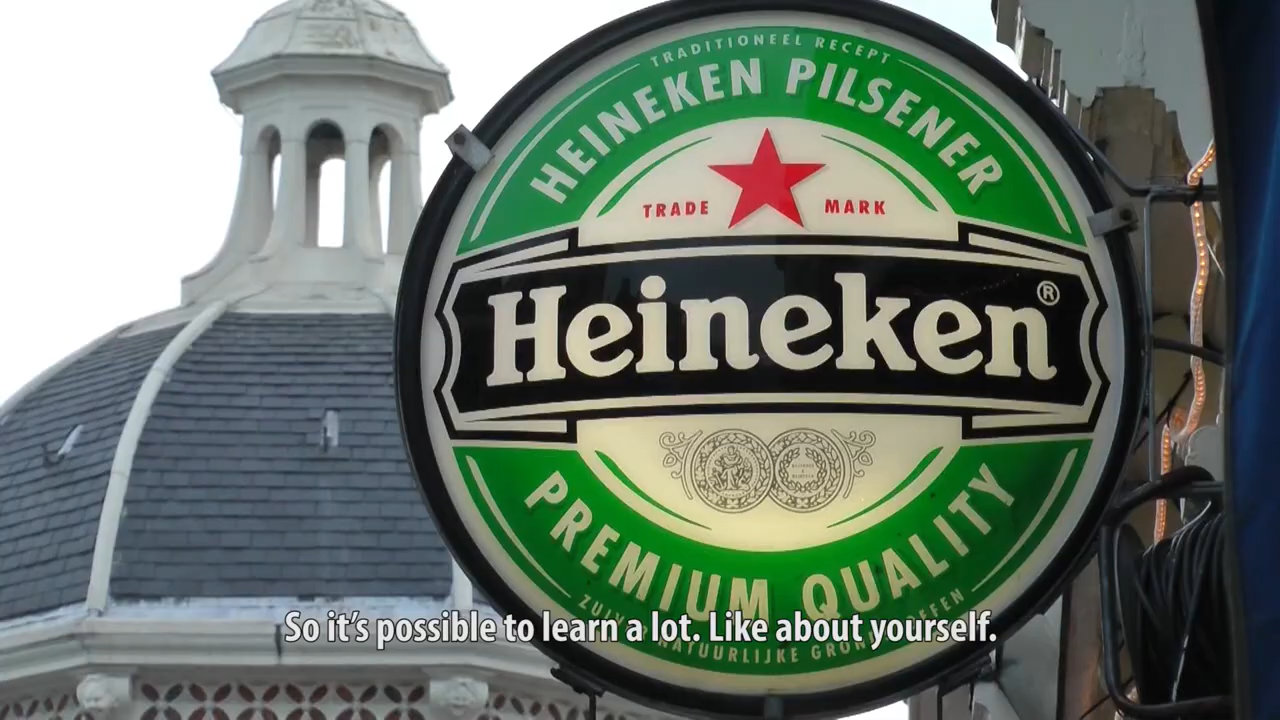 TRADITIONEEL RECEPT
HEINEKEN PILSENER
TRADE MARK
Heineken®
PREMIUM QUALITY
NATUURLIJKE
So it's possible to learn a lot. Like about yourself.